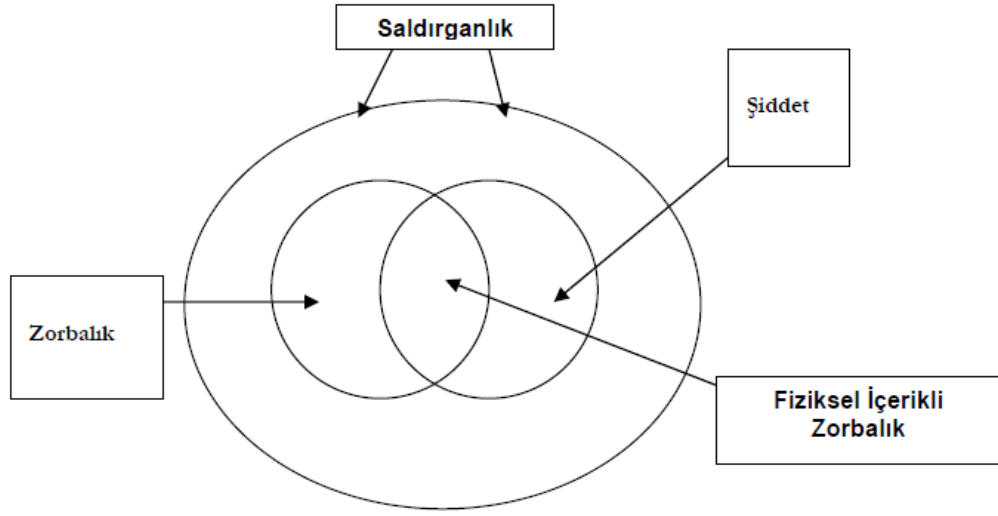 Saldırganlık
Şiddet
Zorbalık
Fiziksel İçerikli
Zorbalık